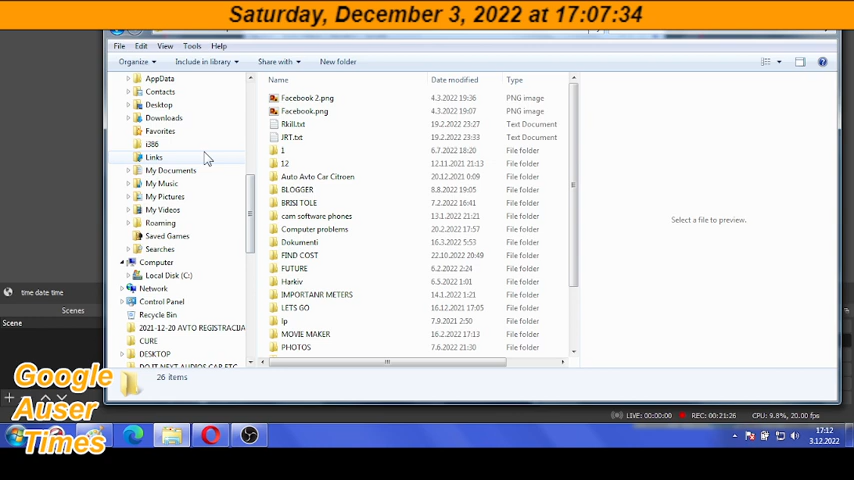 Saturday, December 3, 2022 at 17:07:34
File Edit View Tools Help
Organize Include in library Share with New folder
AppData
Contacts
Desktop
Downloads
Favorites
i386
Links
My Documents
My Music
My Pictures
My Videos
Roaming
Saved Games
Searches
Computer
Local Disk (C:)
Network
Control Panel
Recycle Bin
2021-12-20 AVTO REGISTRACIJA
CURE
DESKTOP
DO IT NEXT AUDIOS CAR ETC
Name Date modified Type
Facebook 2.png 4.3.2022 19:36 PNG image
Facebook.png 4.3.2022 19:07 PNG image
Rkill.txt 19.2.2022 23:27 Text Document
JRT.txt 19.2.2022 23:33 Text Document
1 6.7.2022 18:20 File folder
12 12.11.2021 21:13 File folder
Auto Avto Car Citroen 20.12.2021 0:09 File folder
BLOGGER 8.8.2022 19:05 File folder
BRISI TOLE 7.2.2022 16:41 File folder
cam software phones 13.1.2022 21:21 File folder
Computer problems 20.2.2022 17:57 File folder
Dokumenti 16.3.2022 5:53 File folder
FIND COST 22.10.2022 20:49 File folder
FUTURE 6.2.2022 2:24 File folder
Harkiv 6.5.2022 1:01 File folder
IMPORTANR METERS 14.1.2022 1:21 File folder
LETS GO 16.12.2021 17:05 File folder
lp 7.9.2021 2:50 File folder
MOVIE MAKER 16.2.2022 17:13 File folder
PHOTOS 7.6.2022 21:30 File folder
Select a file to preview.
26 items
time date time
Scenes
Scene
Google
Auser
Times
LIVE: 00:00:00 REC: 00:21:26 CPU: 9.8%, 20.00 fps
17:12
3.12.2022